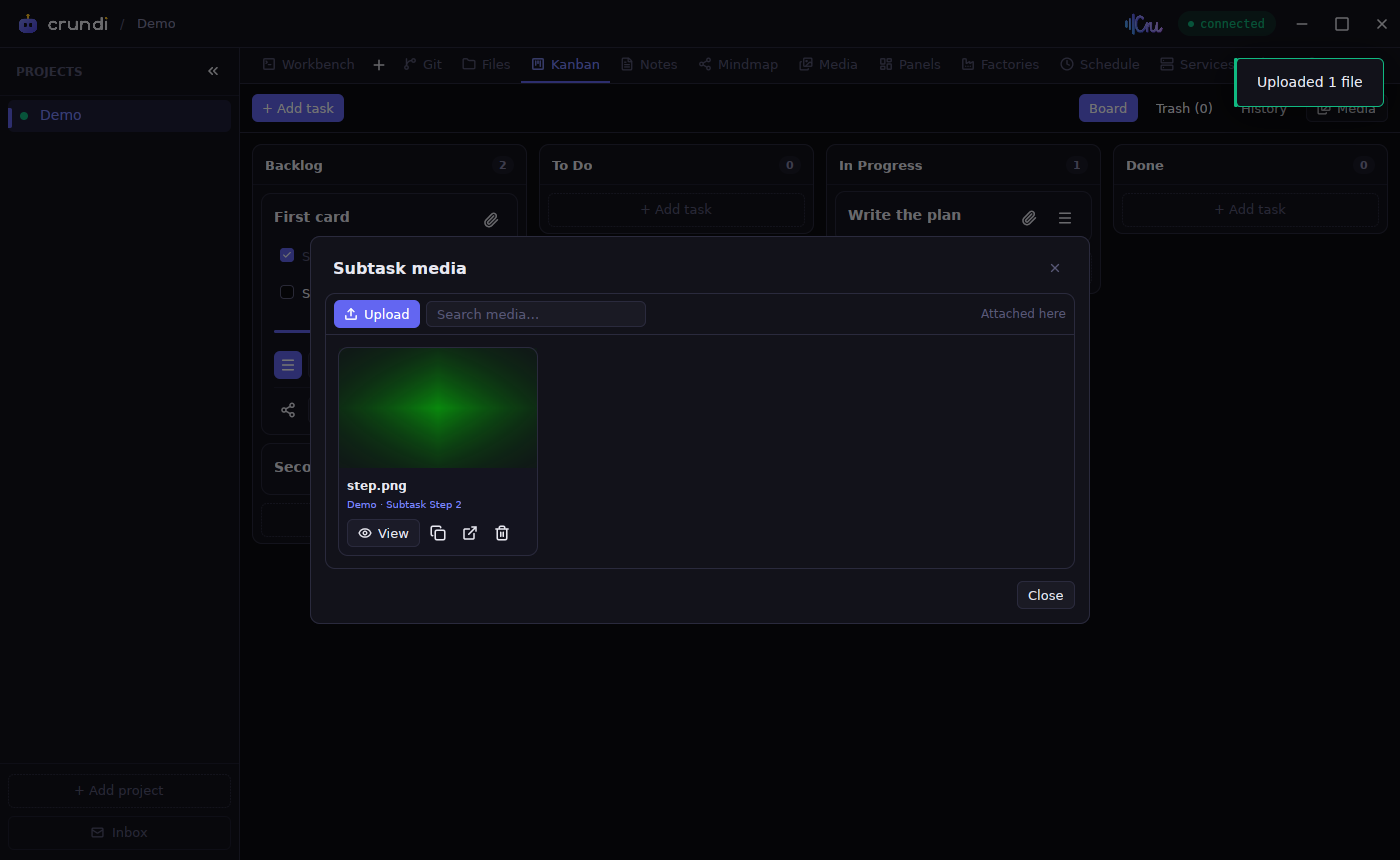 crundi / Demo
Cru
connected
PROJECTS
Demo
+ Add project
Inbox
Workbench
Git
Files
Kanban
Notes
Mindmap
Media
Panels
Factories
Schedule
Services
Uploaded 1 file
+ Add task
Board
Trash (0)
History
Media
Backlog 2
To Do 0
In Progress 1
Done 0
First card
S
S
Seco
+ Add task
Write the plan
+ Add task
Subtask media
Upload
Search media...
Attached here
step.png
Demo · Subtask Step 2
View
Close